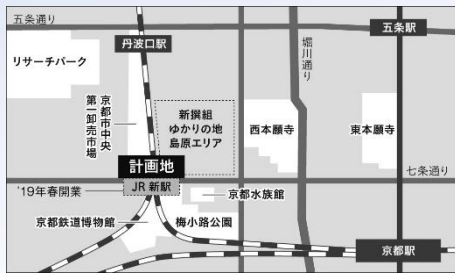 五条通り
五条駅
丹波口駅
堀川通り
リサーチパーク
京都市中央
第一卸売市場
新撰組
ゆかりの地
島原エリア
西本願寺
東本願寺
計画地
七条通り
JR 新駅
'19年春開業
京都水族館
京都鉄道博物館
梅小路公園
京都駅